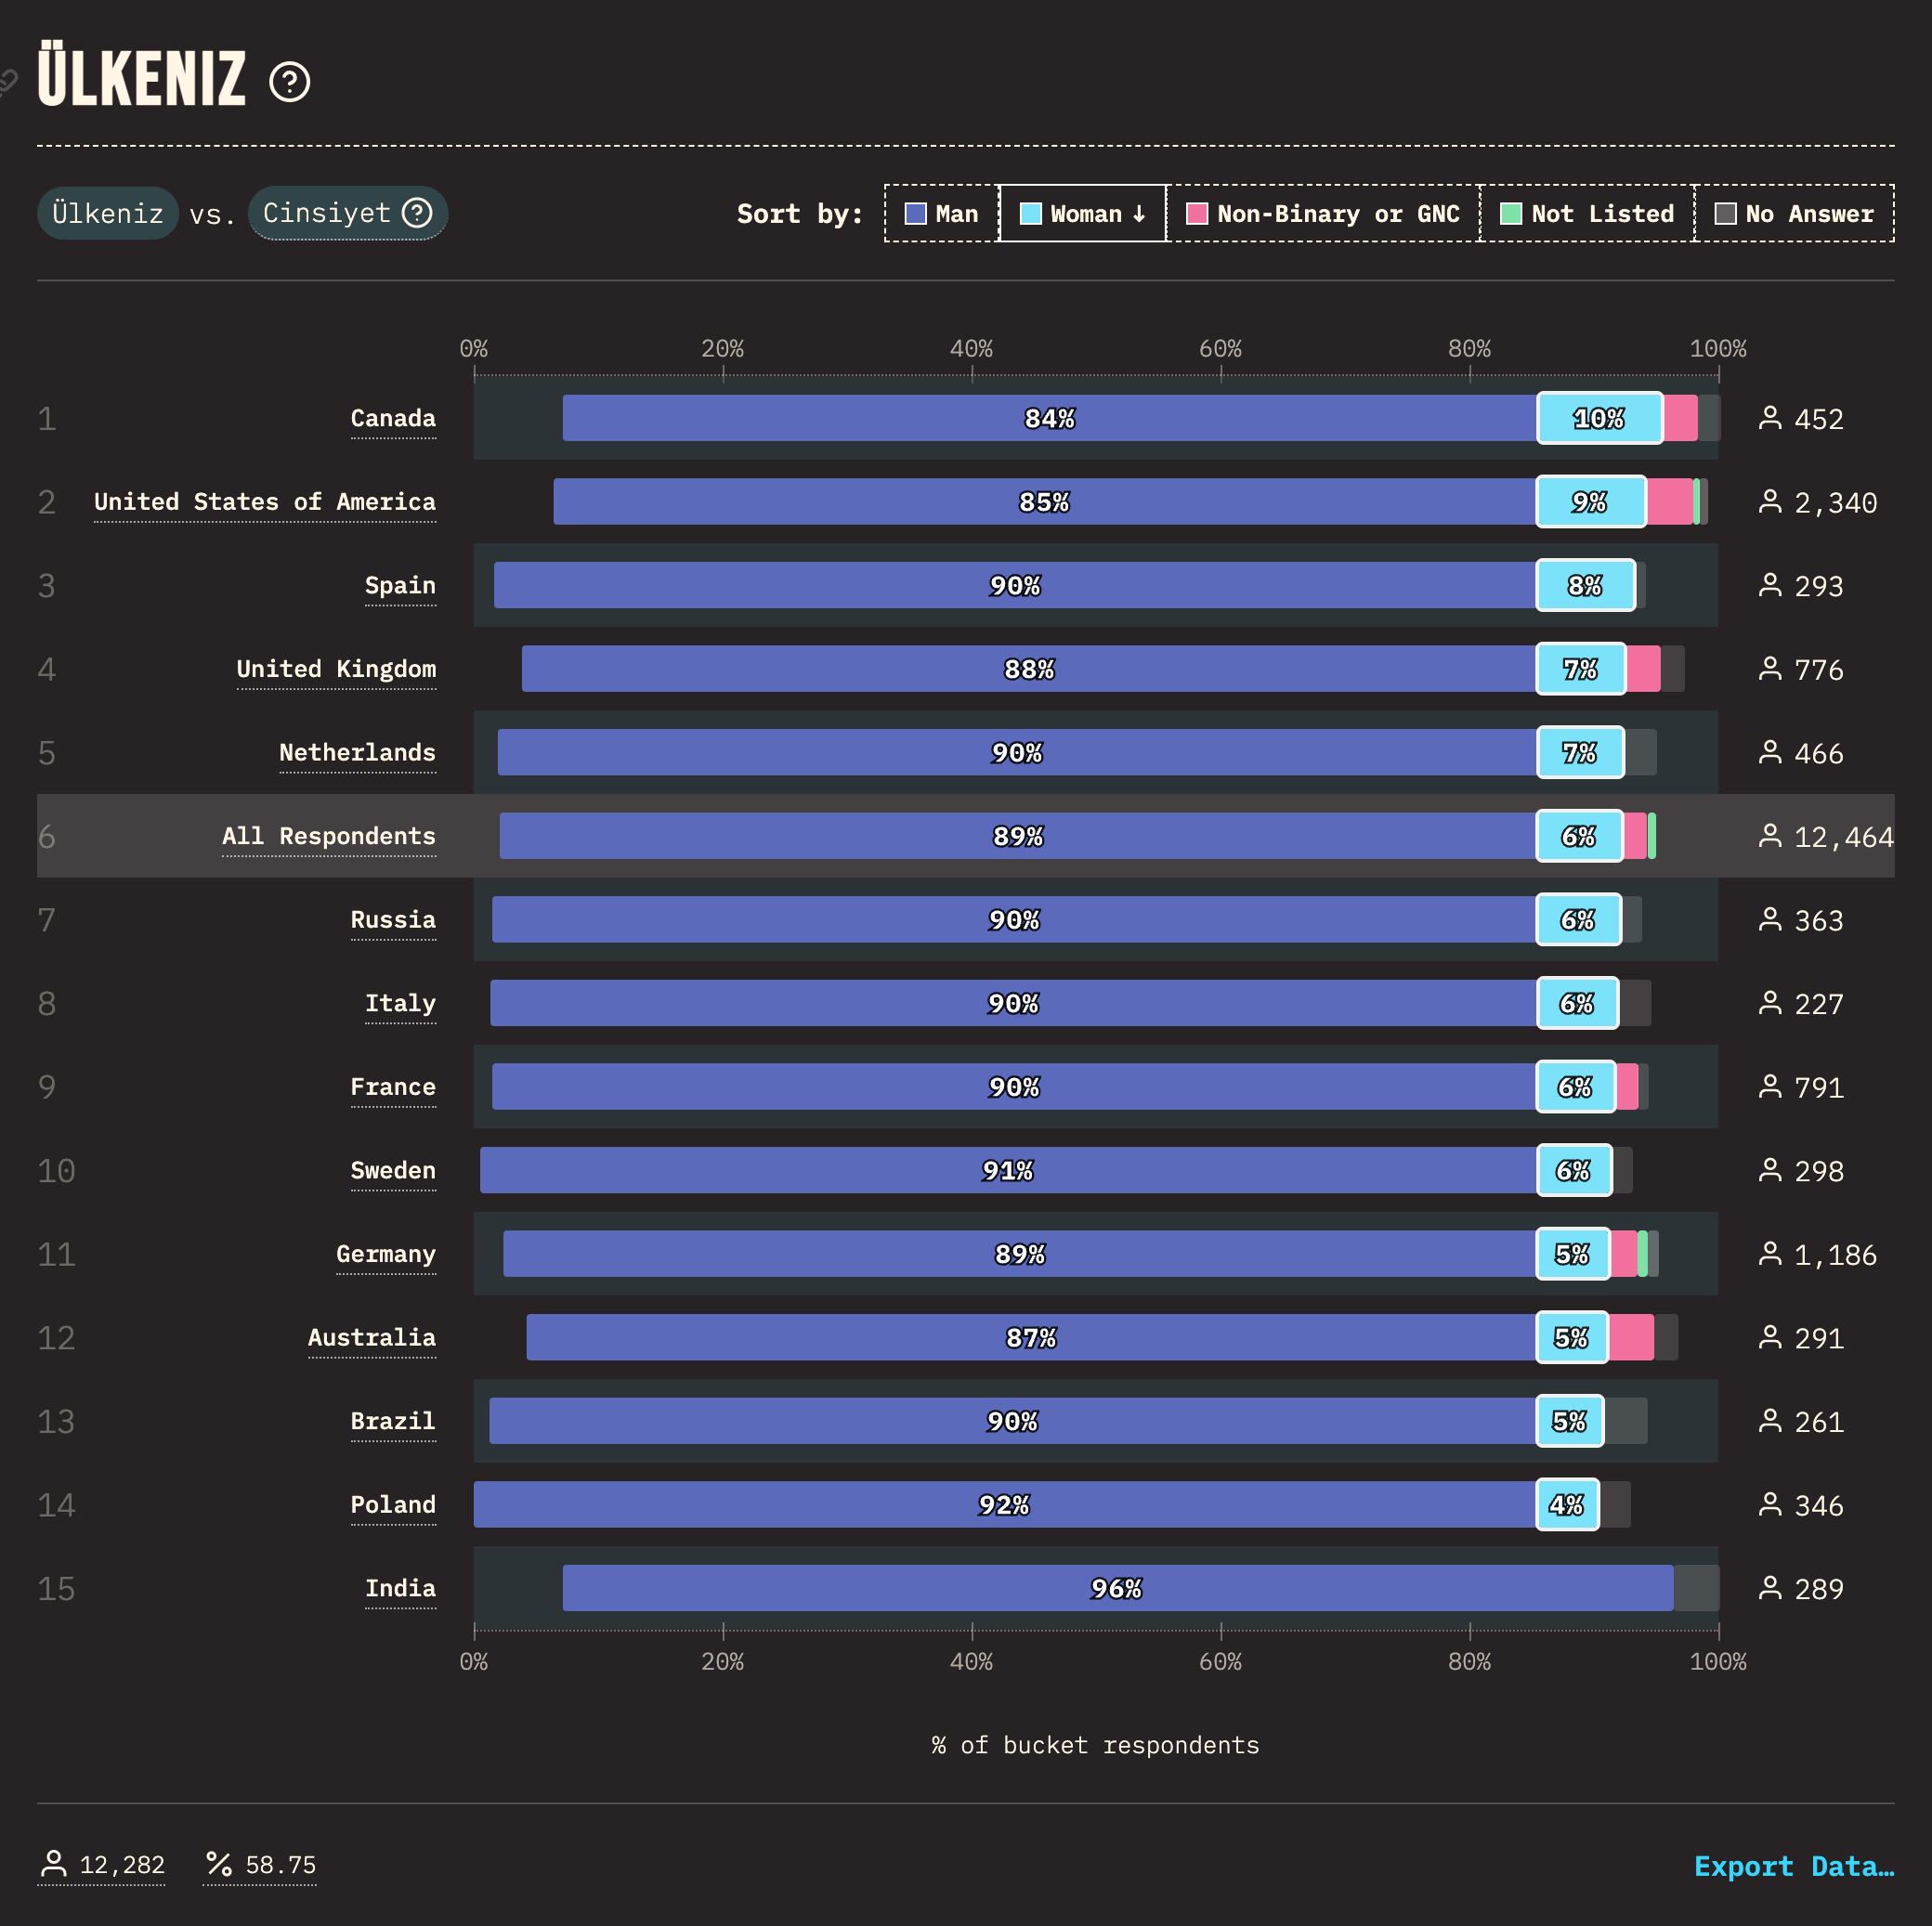 ÜLKENIZ
Ülkeniz vs. Cinsiyet Sort by: Man Woman ↓ Non-Binary or GNC Not Listed No Answer
0% 20% 40% 60% 80% 100%
1 Canada 84% 10% 452
2 United States of America 85% 9% 2,340
3 Spain 90% 8% 293
4 United Kingdom 88% 7% 776
5 Netherlands 90% 7% 466
6 All Respondents 89% 6% 12,464
7 Russia 90% 6% 363
8 Italy 90% 6% 227
9 France 90% 6% 791
10 Sweden 91% 6% 298
11 Germany 89% 5% 1,186
12 Australia 87% 5% 291
13 Brazil 90% 5% 261
14 Poland 92% 4% 346
15 India 96% 289
0% 20% 40% 60% 80% 100%
% of bucket respondents
12,282 % 58.75 Export Data…